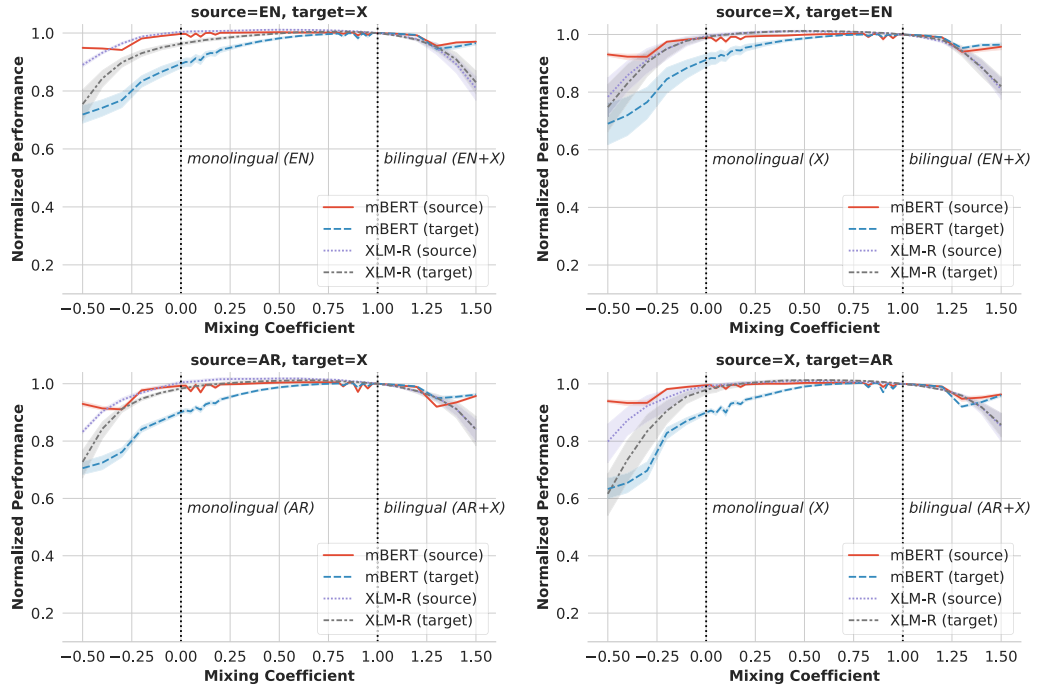 source=EN, target=X
Normalized Performance
1.0
0.8
0.6
0.4
0.2
monolingual (EN)
bilingual (EN+X)
mBERT (source)
mBERT (target)
XLM-R (source)
XLM-R (target)
−0.50 −0.25 0.00 0.25 0.50 0.75 1.00 1.25 1.50
Mixing Coefficient
source=X, target=EN
Normalized Performance
1.0
0.8
0.6
0.4
0.2
monolingual (X)
bilingual (EN+X)
mBERT (source)
mBERT (target)
XLM-R (source)
XLM-R (target)
−0.50 −0.25 0.00 0.25 0.50 0.75 1.00 1.25 1.50
Mixing Coefficient
source=AR, target=X
Normalized Performance
1.0
0.8
0.6
0.4
0.2
monolingual (AR)
bilingual (AR+X)
mBERT (source)
mBERT (target)
XLM-R (source)
XLM-R (target)
−0.50 −0.25 0.00 0.25 0.50 0.75 1.00 1.25 1.50
Mixing Coefficient
source=X, target=AR
Normalized Performance
1.0
0.8
0.6
0.4
0.2
monolingual (X)
bilingual (AR+X)
mBERT (source)
mBERT (target)
XLM-R (source)
XLM-R (target)
−0.50 −0.25 0.00 0.25 0.50 0.75 1.00 1.25 1.50
Mixing Coefficient